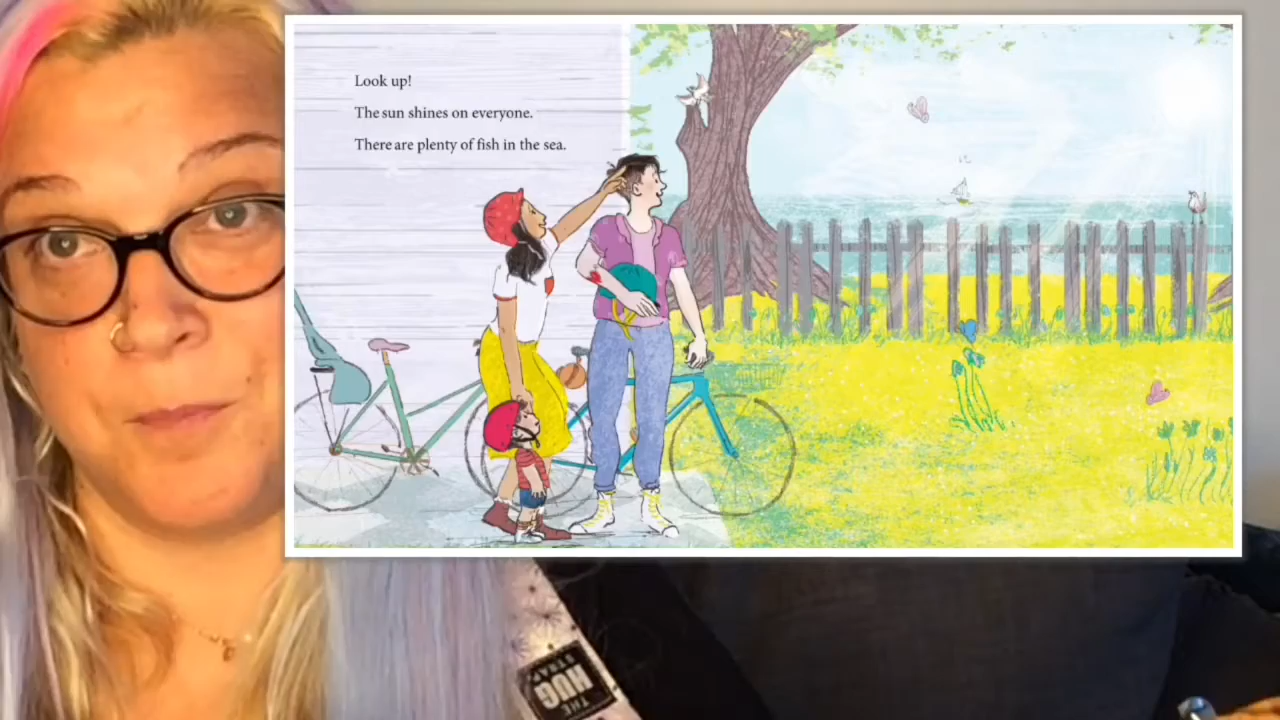 Look up!
The sun shines on everyone.
There are plenty of fish in the sea.
THE
HUG
STRAP